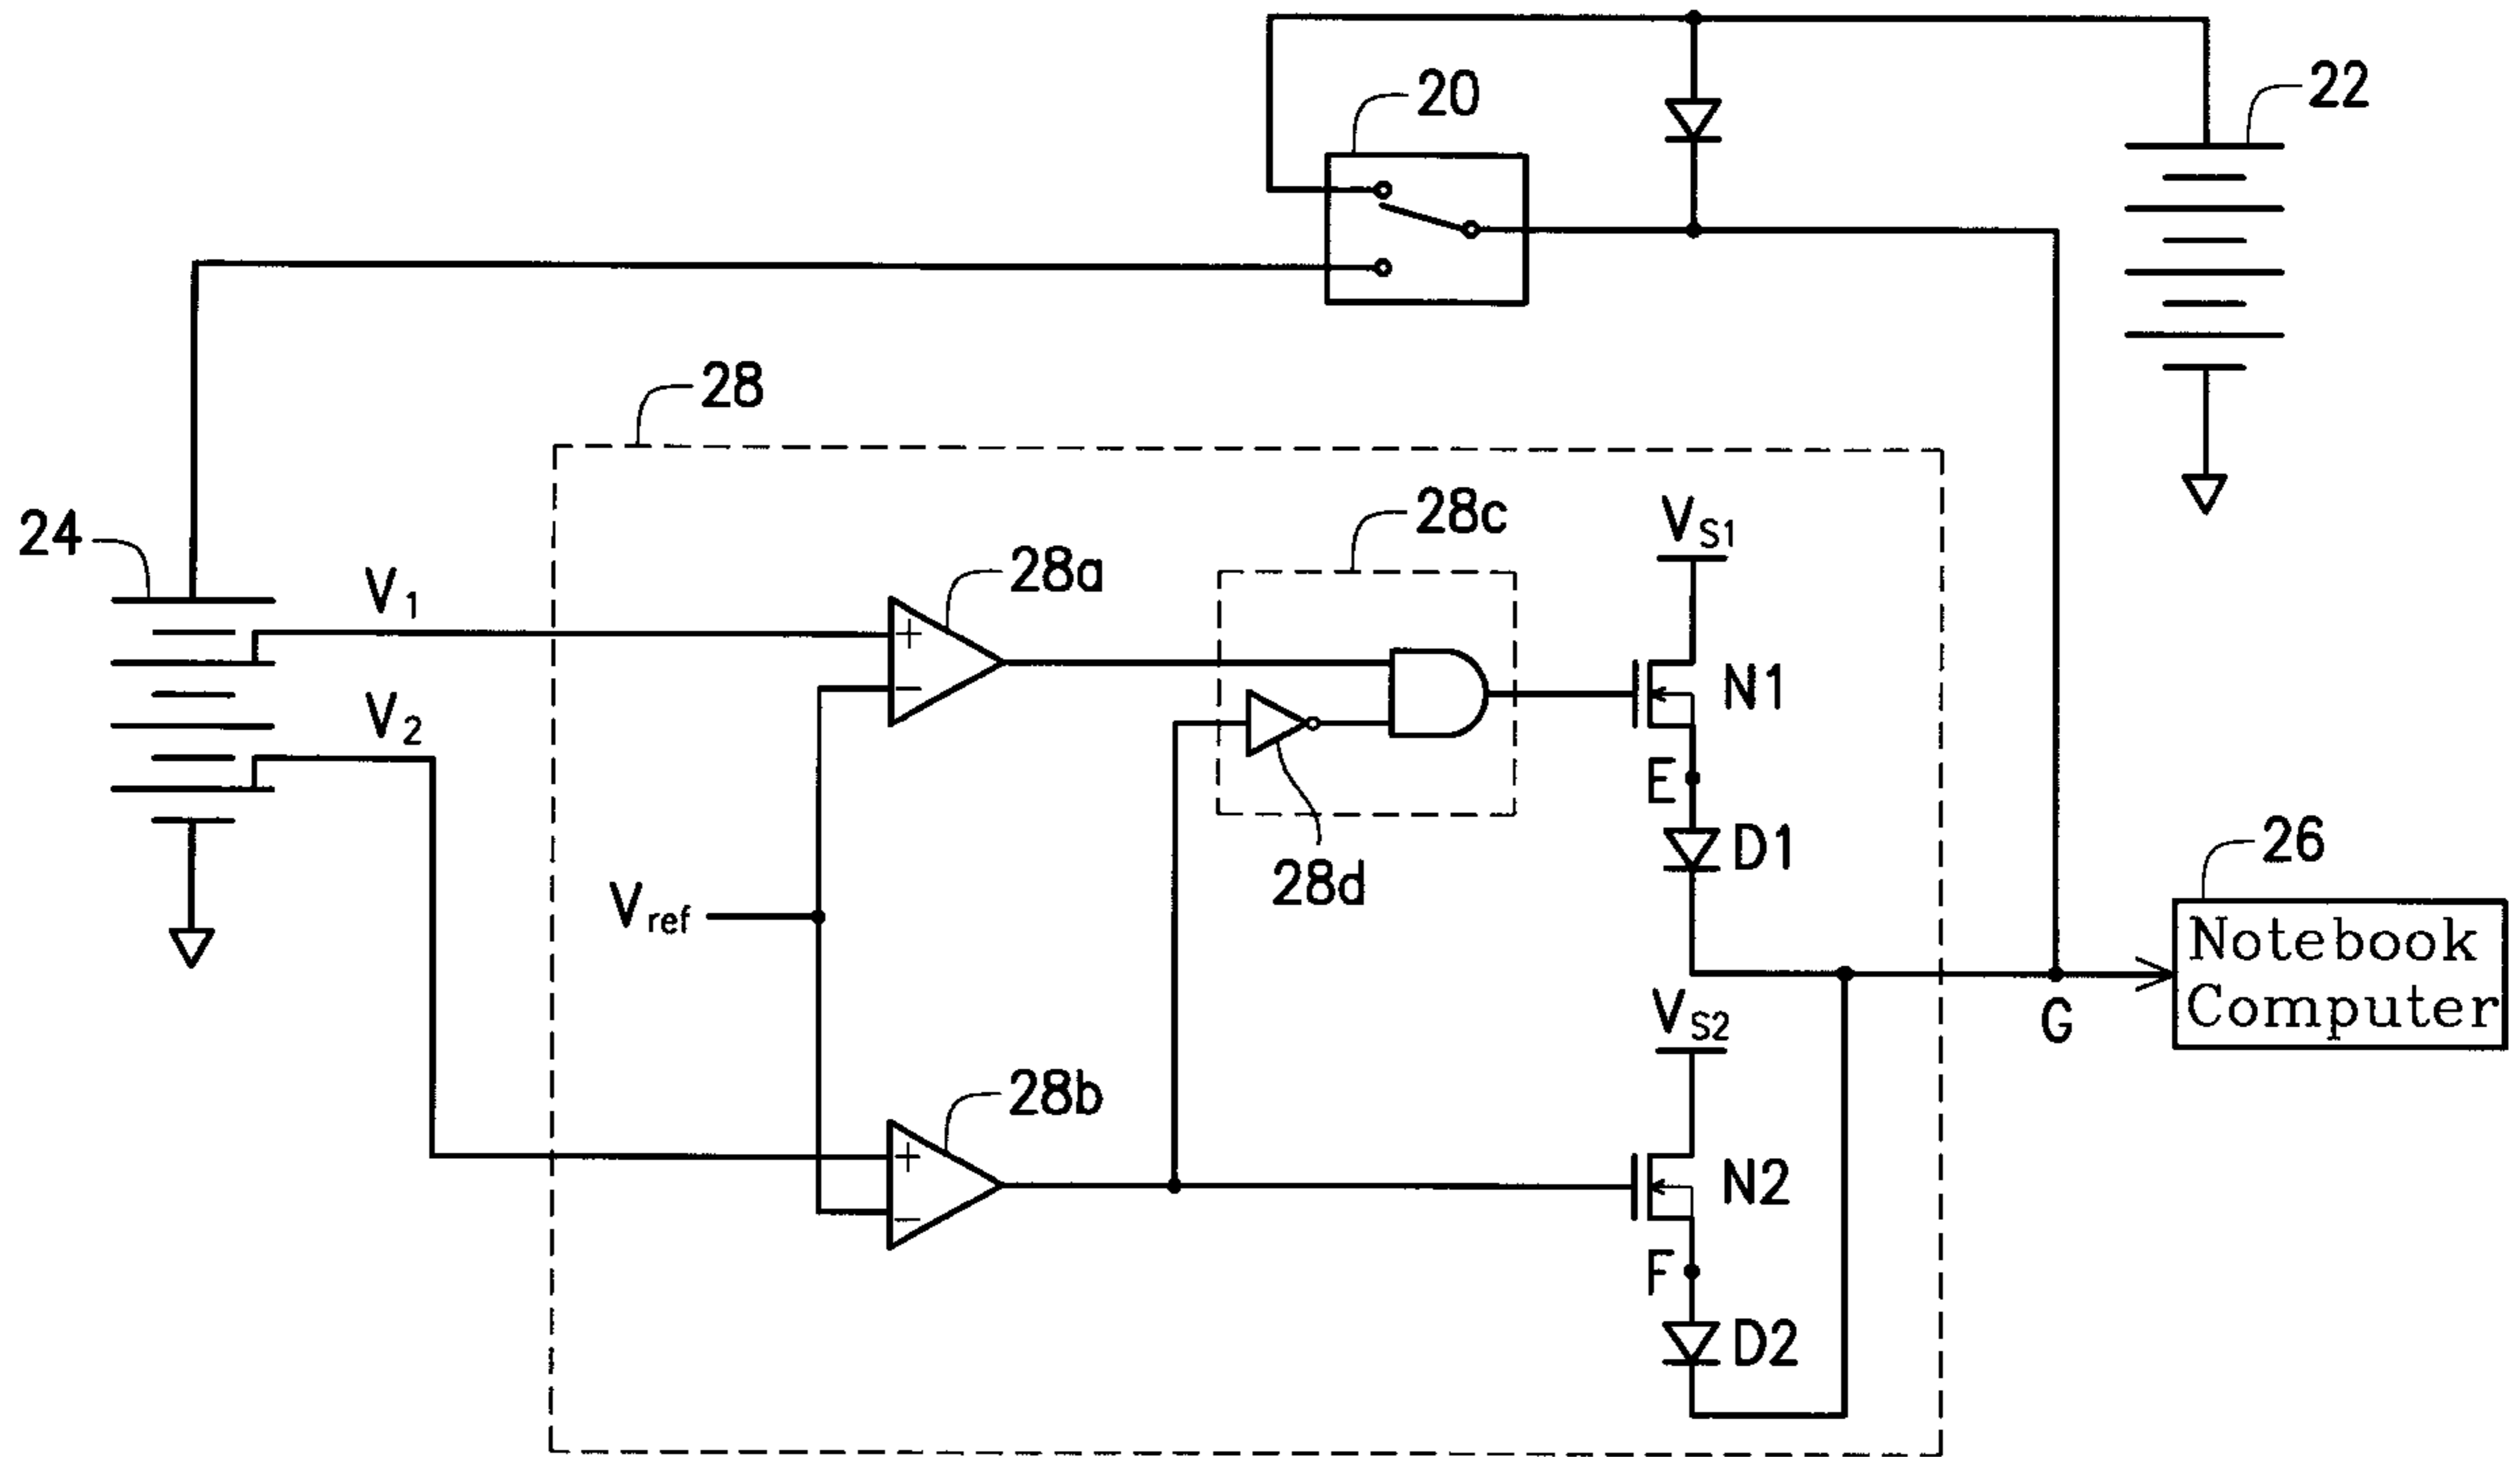 20
22
28
24
28c
VS1
V1
28a
+
−
N1
V2
E
D1
28d
26
Vref
Notebook
Computer
G
VS2
28b
+
−
N2
F
D2